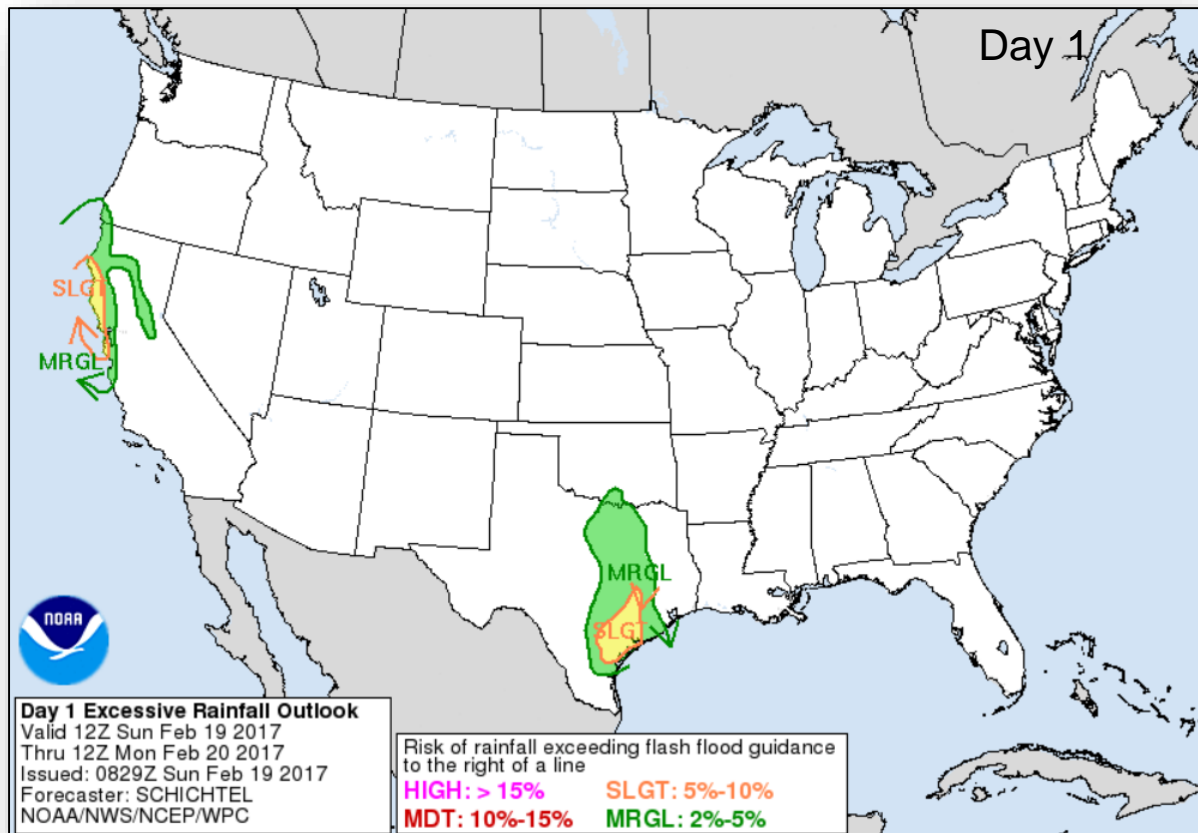 Day 1
SLGT
MRGL
MRGL
SLGT
NOAA
Day 1 Excessive Rainfall Outlook
Valid 12Z Sun Feb 19 2017
Thru 12Z Mon Feb 20 2017
Issued: 0829Z Sun Feb 19 2017
Forecaster: SCHICHTEL
NOAA/NWS/NCEP/WPC
Risk of rainfall exceeding flash flood guidance
to the right of a line
HIGH: > 15% SLGT: 5%-10%
MDT: 10%-15% MRGL: 2%-5%